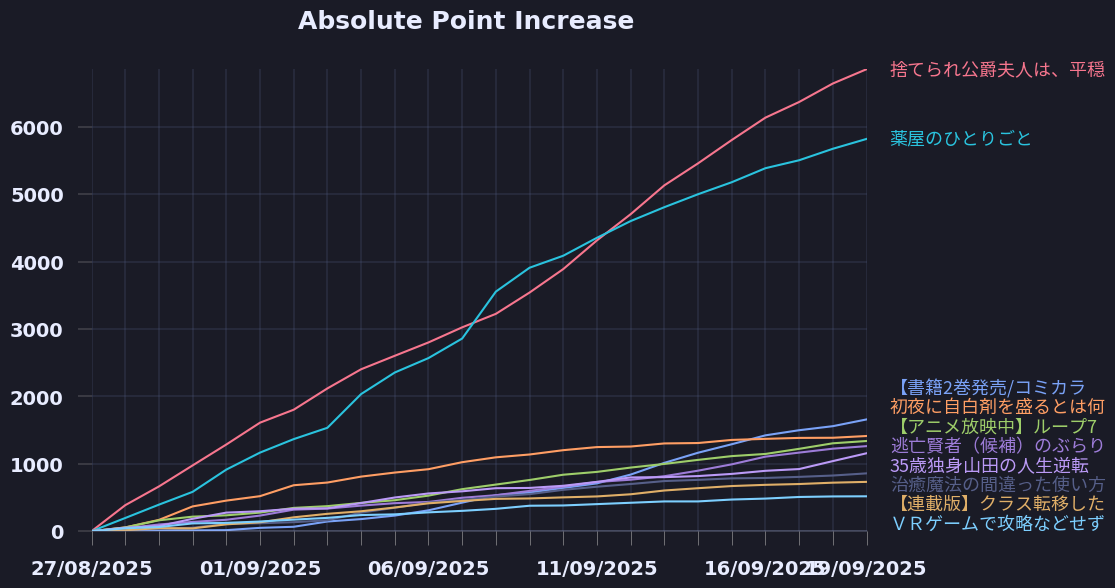 Absolute Point Increase
捨てられ公爵夫人は、平穏
6000
薬屋のひとりごと
5000
4000
3000
2000
【書籍2巻発売/コミカラ
初夜に自白剤を盛るとは何
【アニメ放映中】ループ7
逃亡賢者（候補）のぶらり
1000
35歳独身山田の人生逆転
治癒魔法の間違った使い方
【連載版】クラス転移した
ＶＲゲームで攻略などせず
0
27/08/2025 01/09/2025 06/09/2025 11/09/2025 16/09/2025 19/09/2025